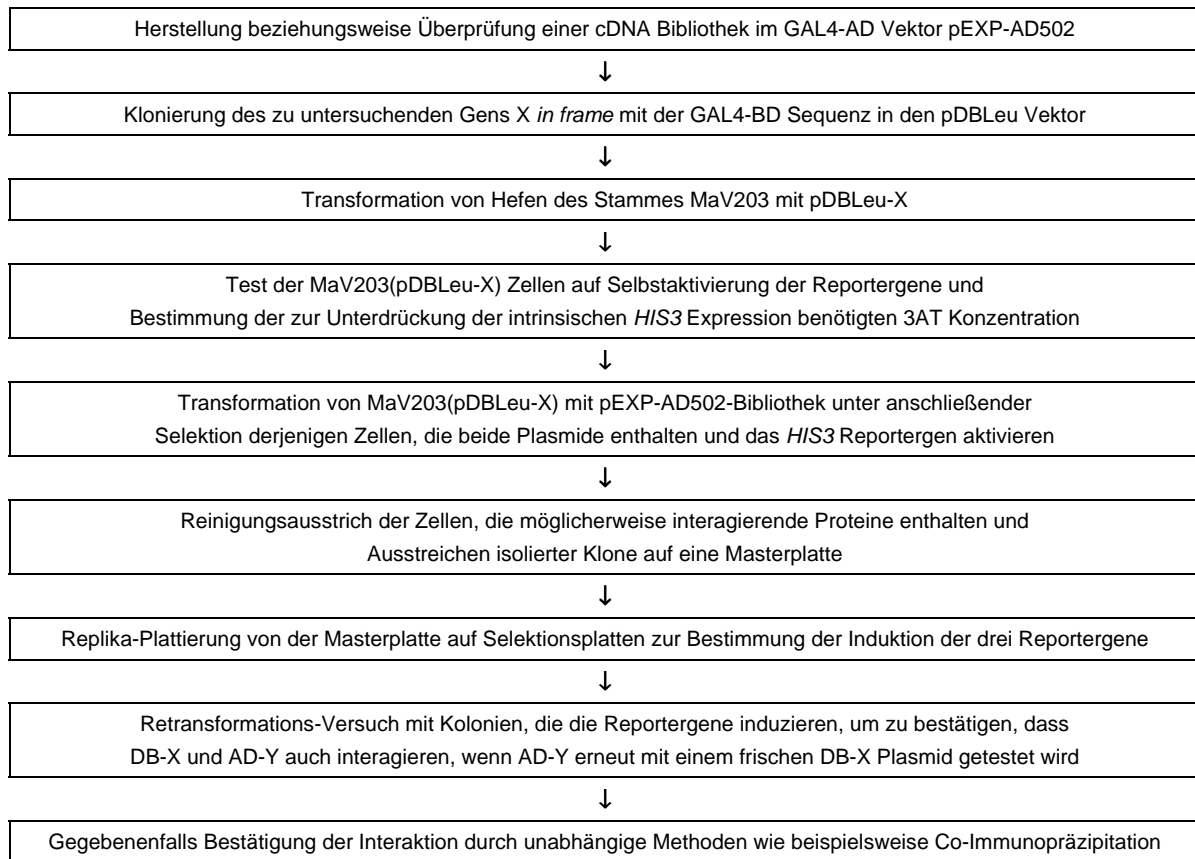 Herstellung beziehungsweise Überprüfung einer cDNA Bibliothek im GAL4-AD Vektor pEXP-AD502
↓
Klonierung des zu untersuchenden Gens X in frame mit der GAL4-BD Sequenz in den pDBLeu Vektor
↓
Transformation von Hefen des Stammes MaV203 mit pDBLeu-X
↓
Test der MaV203(pDBLeu-X) Zellen auf Selbstaktivierung der Reportergene und
Bestimmung der zur Unterdrückung der intrinsischen HIS3 Expression benötigten 3AT Konzentration
↓
Transformation von MaV203(pDBLeu-X) mit pEXP-AD502-Bibliothek unter anschließender
Selektion derjenigen Zellen, die beide Plasmide enthalten und das HIS3 Reportergen aktivieren
↓
Reinigungsausstrich der Zellen, die möglicherweise interagierende Proteine enthalten und
Ausstreichen isolierter Klone auf eine Masterplatte
↓
Replika-Plattierung von der Masterplatte auf Selektionsplatten zur Bestimmung der Induktion der drei Reportergene
↓
Retransformations-Versuch mit Kolonien, die die Reportergene induzieren, um zu bestätigen, dass
DB-X und AD-Y auch interagieren, wenn AD-Y erneut mit einem frischen DB-X Plasmid getestet wird
↓
Gegebenenfalls Bestätigung der Interaktion durch unabhängige Methoden wie beispielsweise Co-Immunopräzipitation